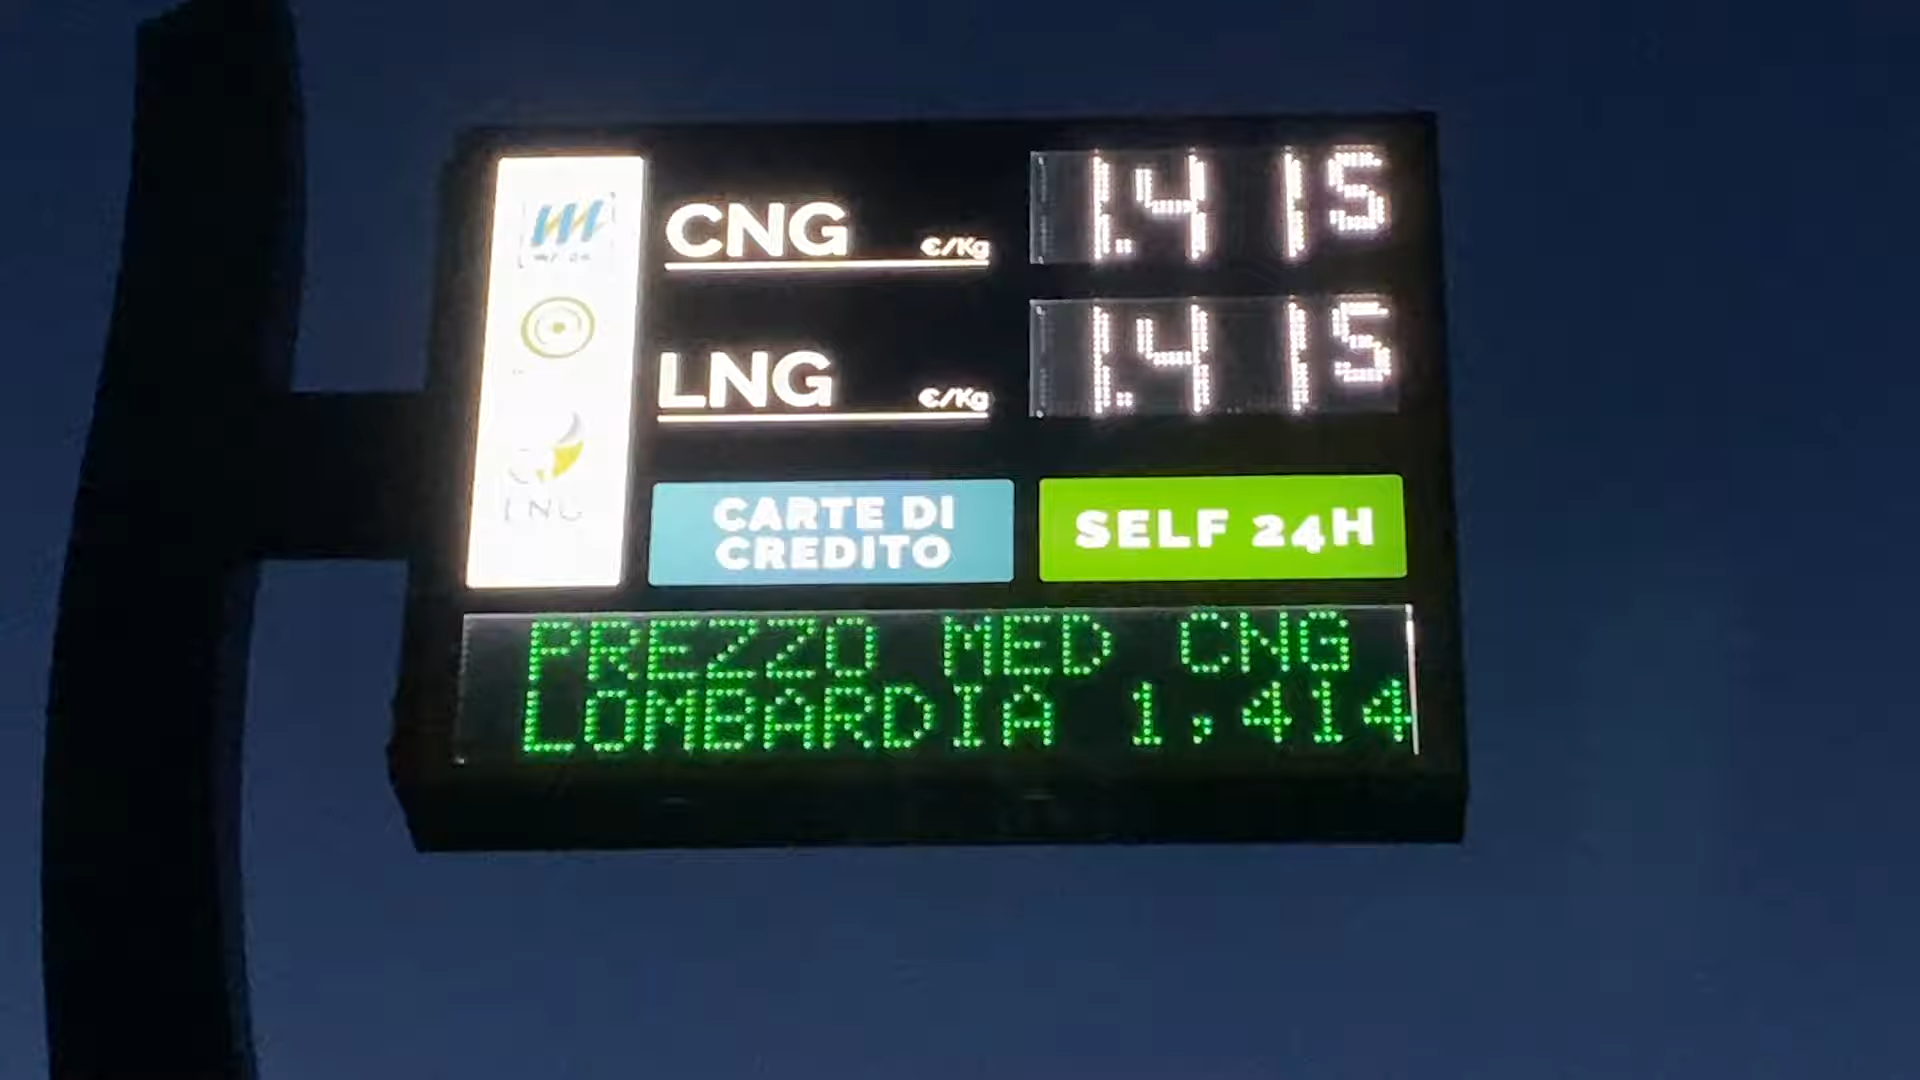 CNG €/Kg 1.415
LNG €/Kg 1.415
LNG
CARTE DI
CREDITO
SELF 24H
PREZZO MED CNG
LOMBARDIA 1,414